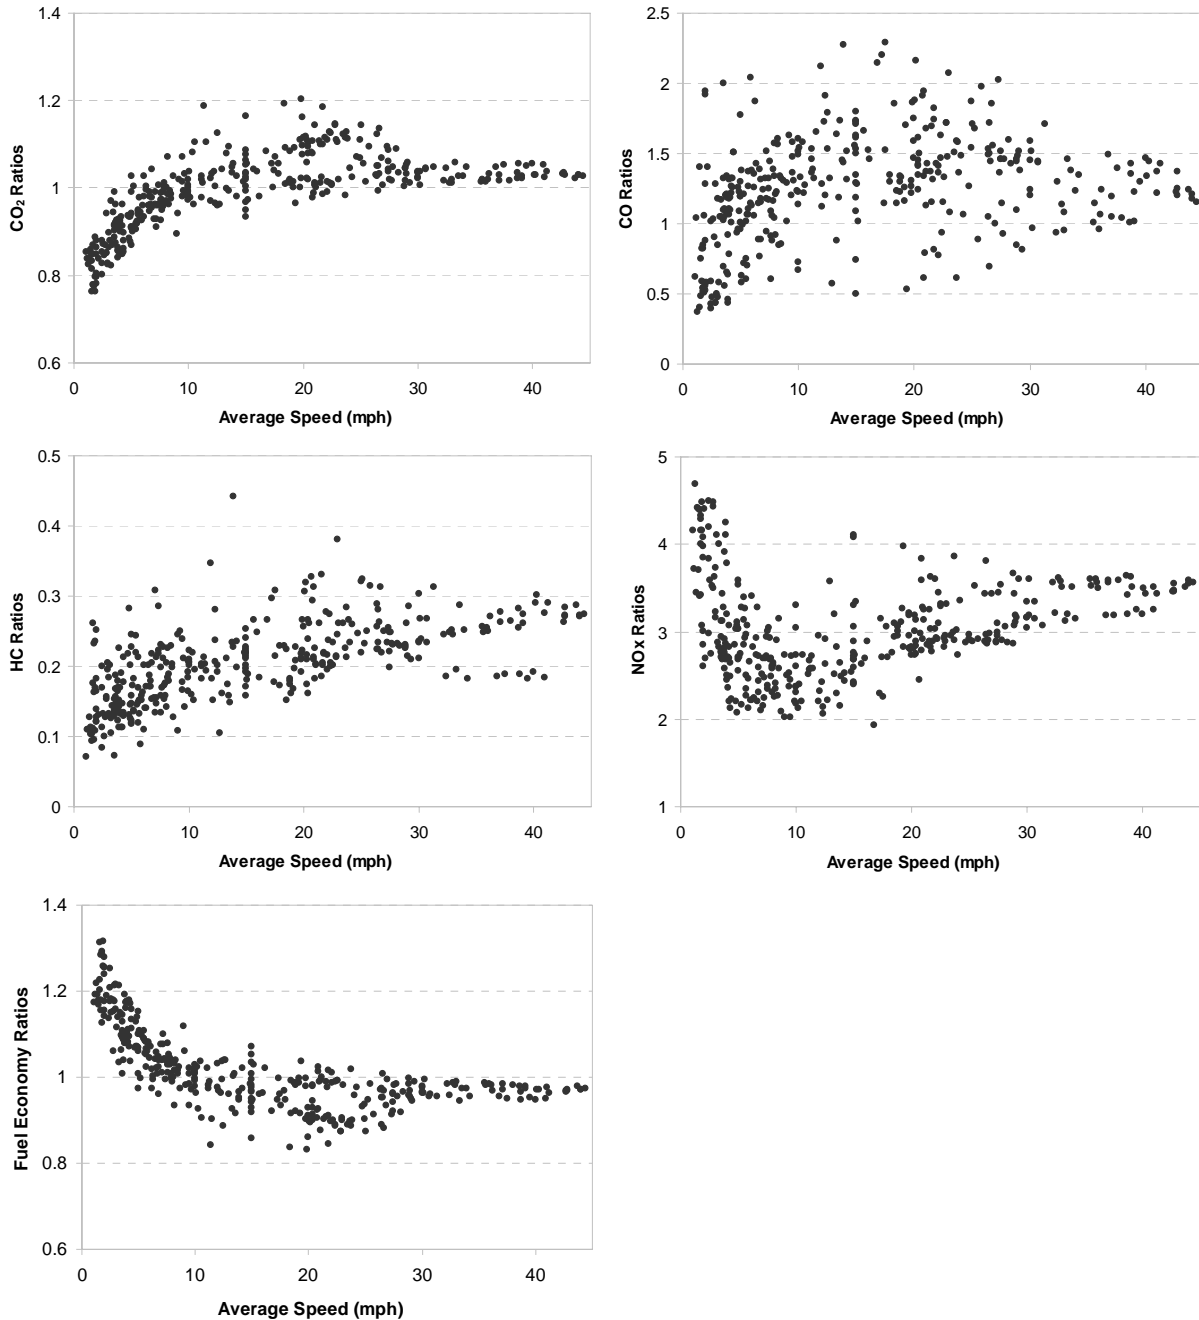 1.4
1.2
1
0.8
0.6
0 10 20 30 40
CO₂ Ratios
Average Speed (mph)
2.5
2
1.5
1
0.5
0
0 10 20 30 40
CO Ratios
Average Speed (mph)
0.5
0.4
0.3
0.2
0.1
0
0 10 20 30 40
HC Ratios
Average Speed (mph)
5
4
3
2
1
0 10 20 30 40
NOx Ratios
Average Speed (mph)
1.4
1.2
1
0.8
0.6
0 10 20 30 40
Fuel Economy Ratios
Average Speed (mph)